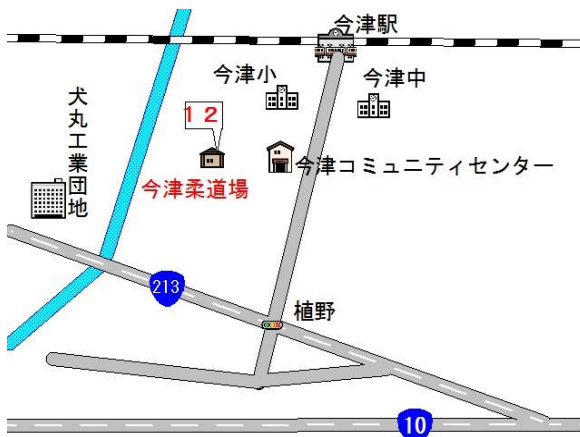 今津駅
今津小
今津中
犬丸工業団地
12
今津コミュニティセンター
今津柔道場
213
植野
10